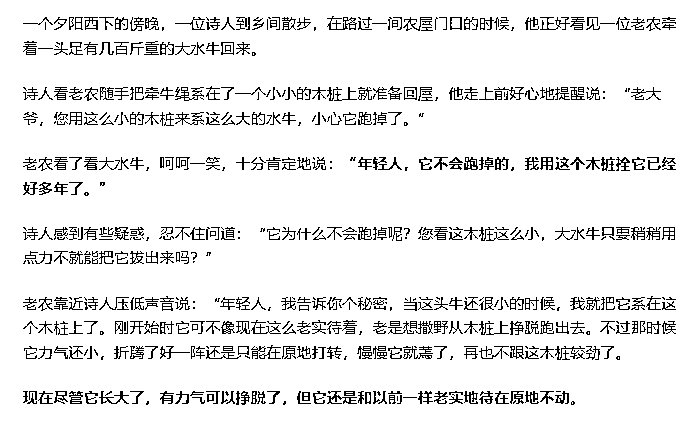 一个夕阳西下的傍晚，一位诗人到乡间散步，在路过一间农屋门口的时候，他正好看见一位老农牵
着一头足有几百斤重的大水牛回来。
诗人看老农随手把牵牛绳系在了一个小小的木桩上就准备回屋，他走上前好心地提醒说：“老大
爷，您用这么小的木桩来系这么大的水牛，小心它跑掉了。”
老农看了看大水牛，呵呵一笑，十分肯定地说：“年轻人，它不会跑掉的，我用这个木桩拴它已经
好多年了。”
诗人感到有些疑惑，忍不住问道：“它为什么不会跑掉呢？您看这木桩这么小，大水牛只要稍稍用
点力不就能把它拔出来吗？”
老农靠近诗人压低声音说：“年轻人，我告诉你个秘密，当这头牛还很小的时候，我就把它系在这
个木桩上了。刚开始时它可不像现在这么老实待着，老是想撒野从木桩上挣脱跑出去。不过那时候
它力气还小，折腾了好一阵还是只能在原地打转，慢慢它就蔫了，再也不跟这木桩较劲了。
现在尽管它长大了，有力气可以挣脱了，但它还是和以前一样老实地待在原地不动。